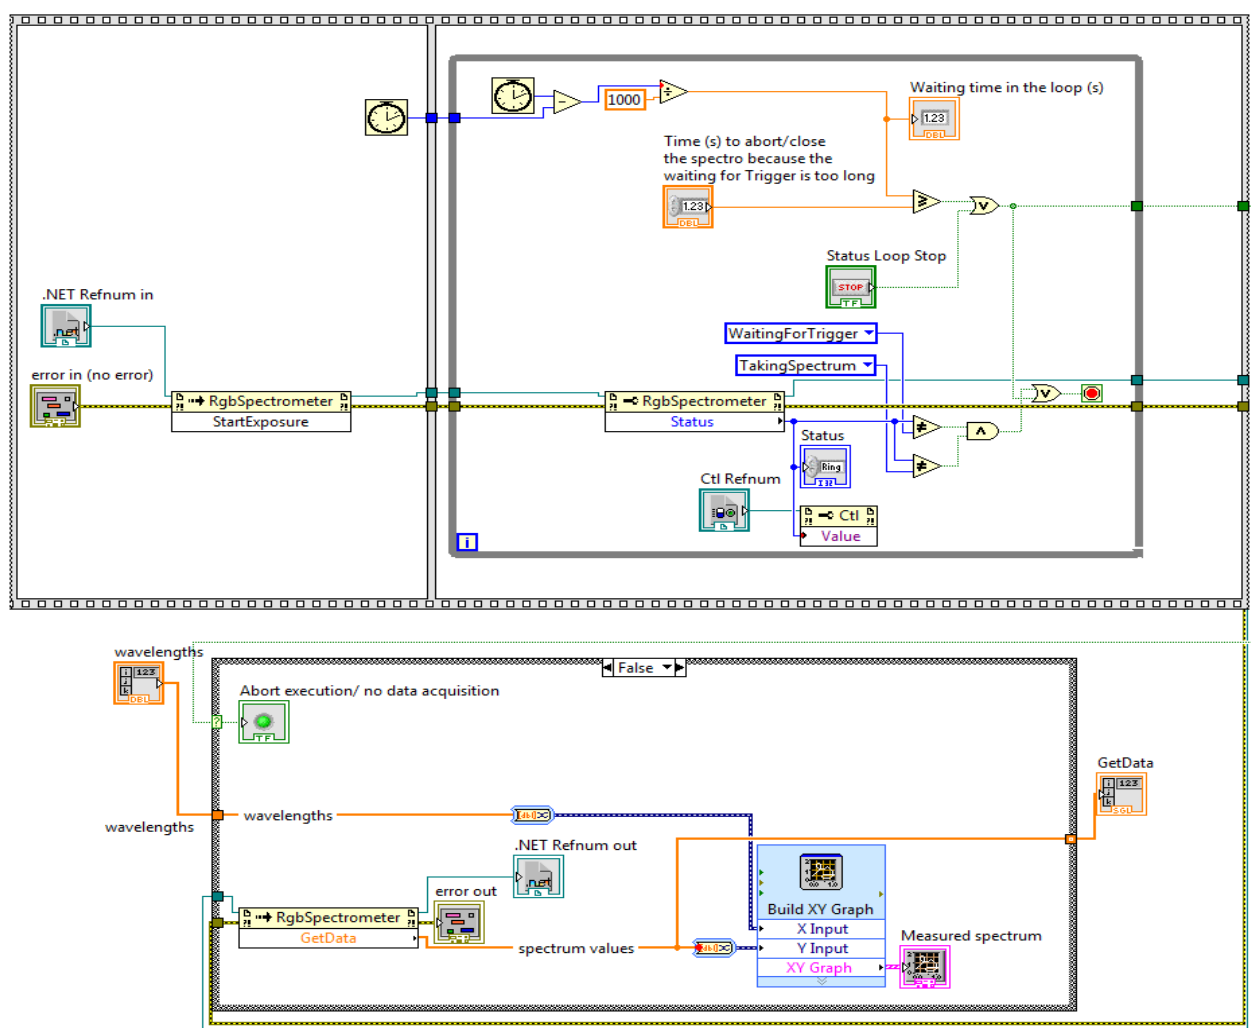 Waiting time in the loop (s)
1000
1.23
DBL
Time (s) to abort/close
the spectro because the
waiting for Trigger is too long
1.23
DBL
Status Loop Stop
STOP
TF
.NET Refnum in
.net
WaitingForTrigger
TakingSpectrum
error in (no error)
RgbSpectrometer
StartExposure
RgbSpectrometer
Status
Status
Ring
I32
Ctl Refnum
Ctl
Value
i
wavelengths
123
DBL
False
Abort execution/ no data acquisition
TF
?
GetData
123
SGL
wavelengths
wavelengths
.NET Refnum out
.net
error out
RgbSpectrometer
GetData
spectrum values
Build XY Graph
X Input
Y Input
XY Graph
Measured spectrum